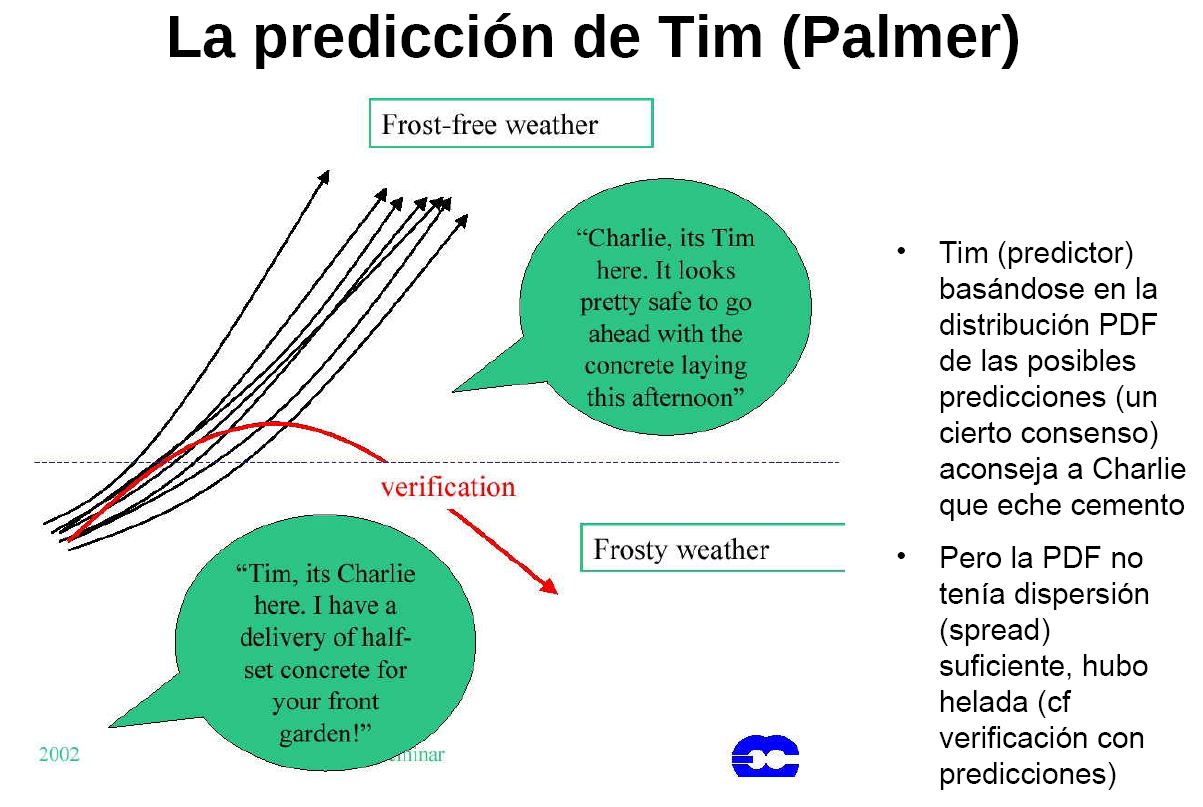 La predicción de Tim (Palmer)
Frost-free weather
“Charlie, its Tim
here. It looks
pretty safe to go
ahead with the
concrete laying
this afternoon”
verification
Frosty weather
“Tim, its Charlie
here. I have a
delivery of half-
set concrete for
your front
garden!”
2002
• Tim (predictor)
basándose en la
distribución PDF
de las posibles
predicciones (un
cierto consenso)
aconseja a Charlie
que eche cemento
• Pero la PDF no
tenía dispersión
(spread)
suficiente, hubo
helada (cf
verificación con
predicciones)